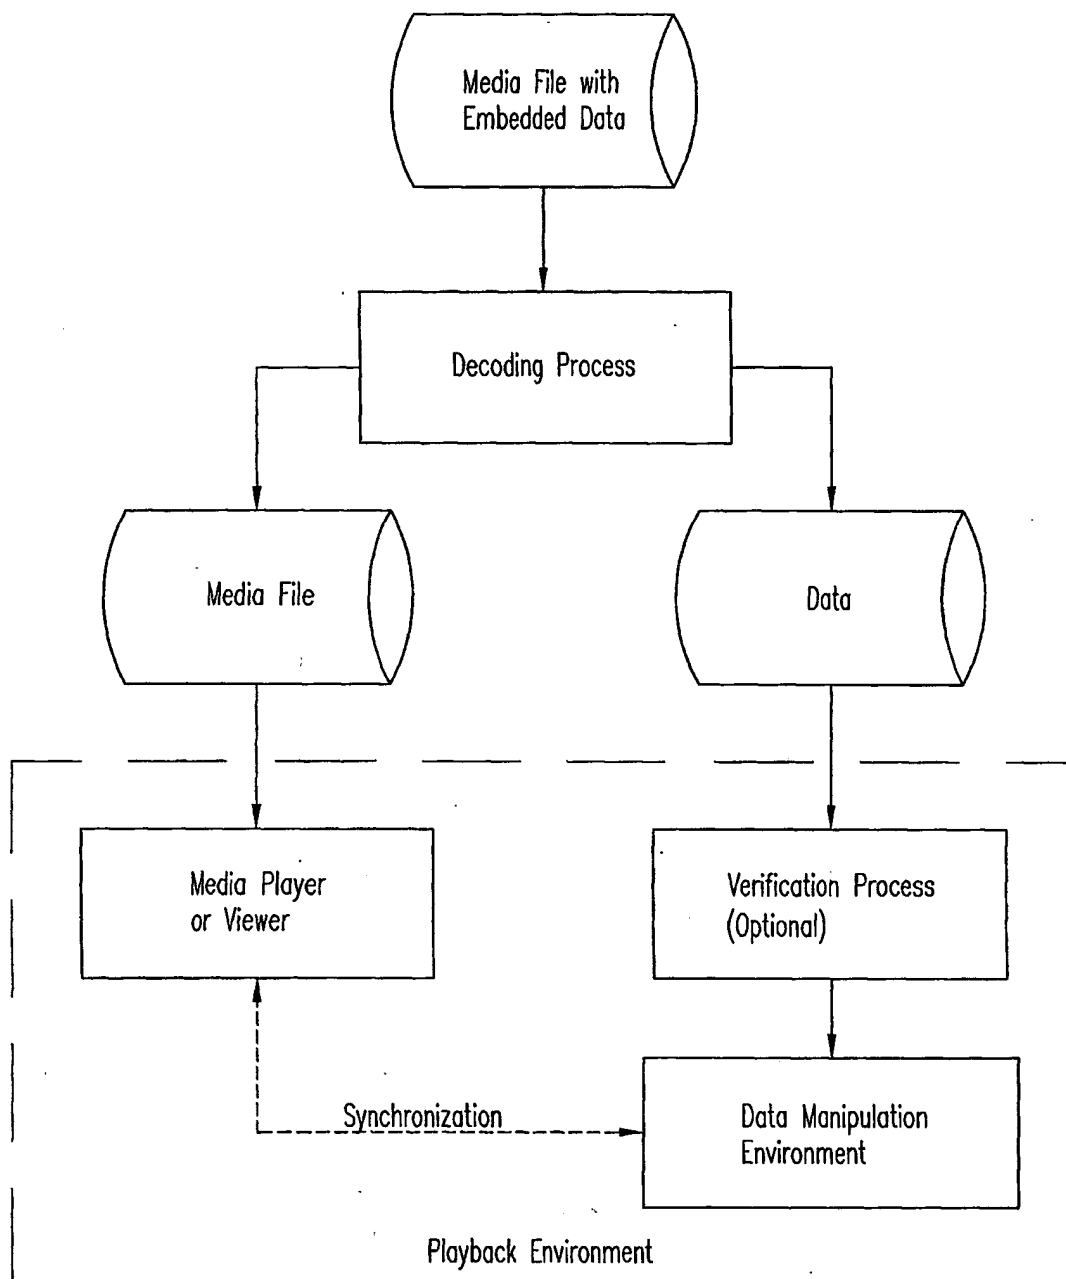 Media File with
Embedded Data
Decoding Process
Media File
Data
Media Player
or Viewer
Verification Process
(Optional)
Synchronization
Data Manipulation
Environment
Playback Environment